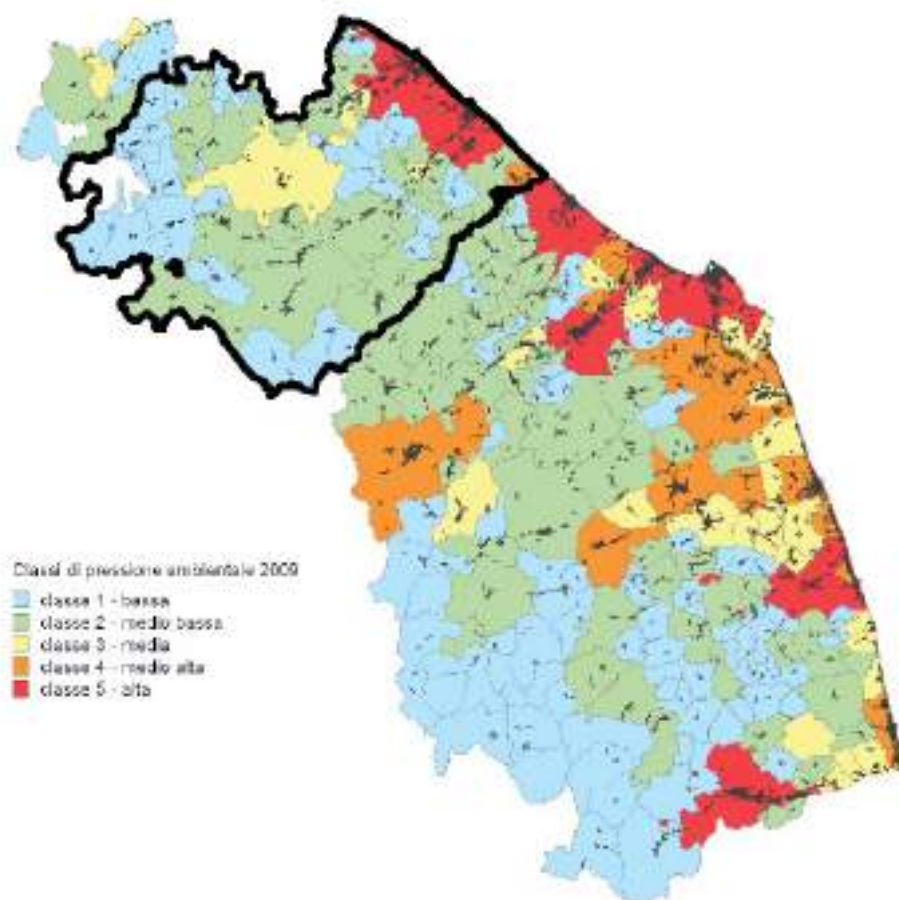 Classi di pressione ambientale 2009
classe 1 - bassa
classe 2 - medio bassa
classe 3 - media
classe 4 - medio alta
classe 5 - alta